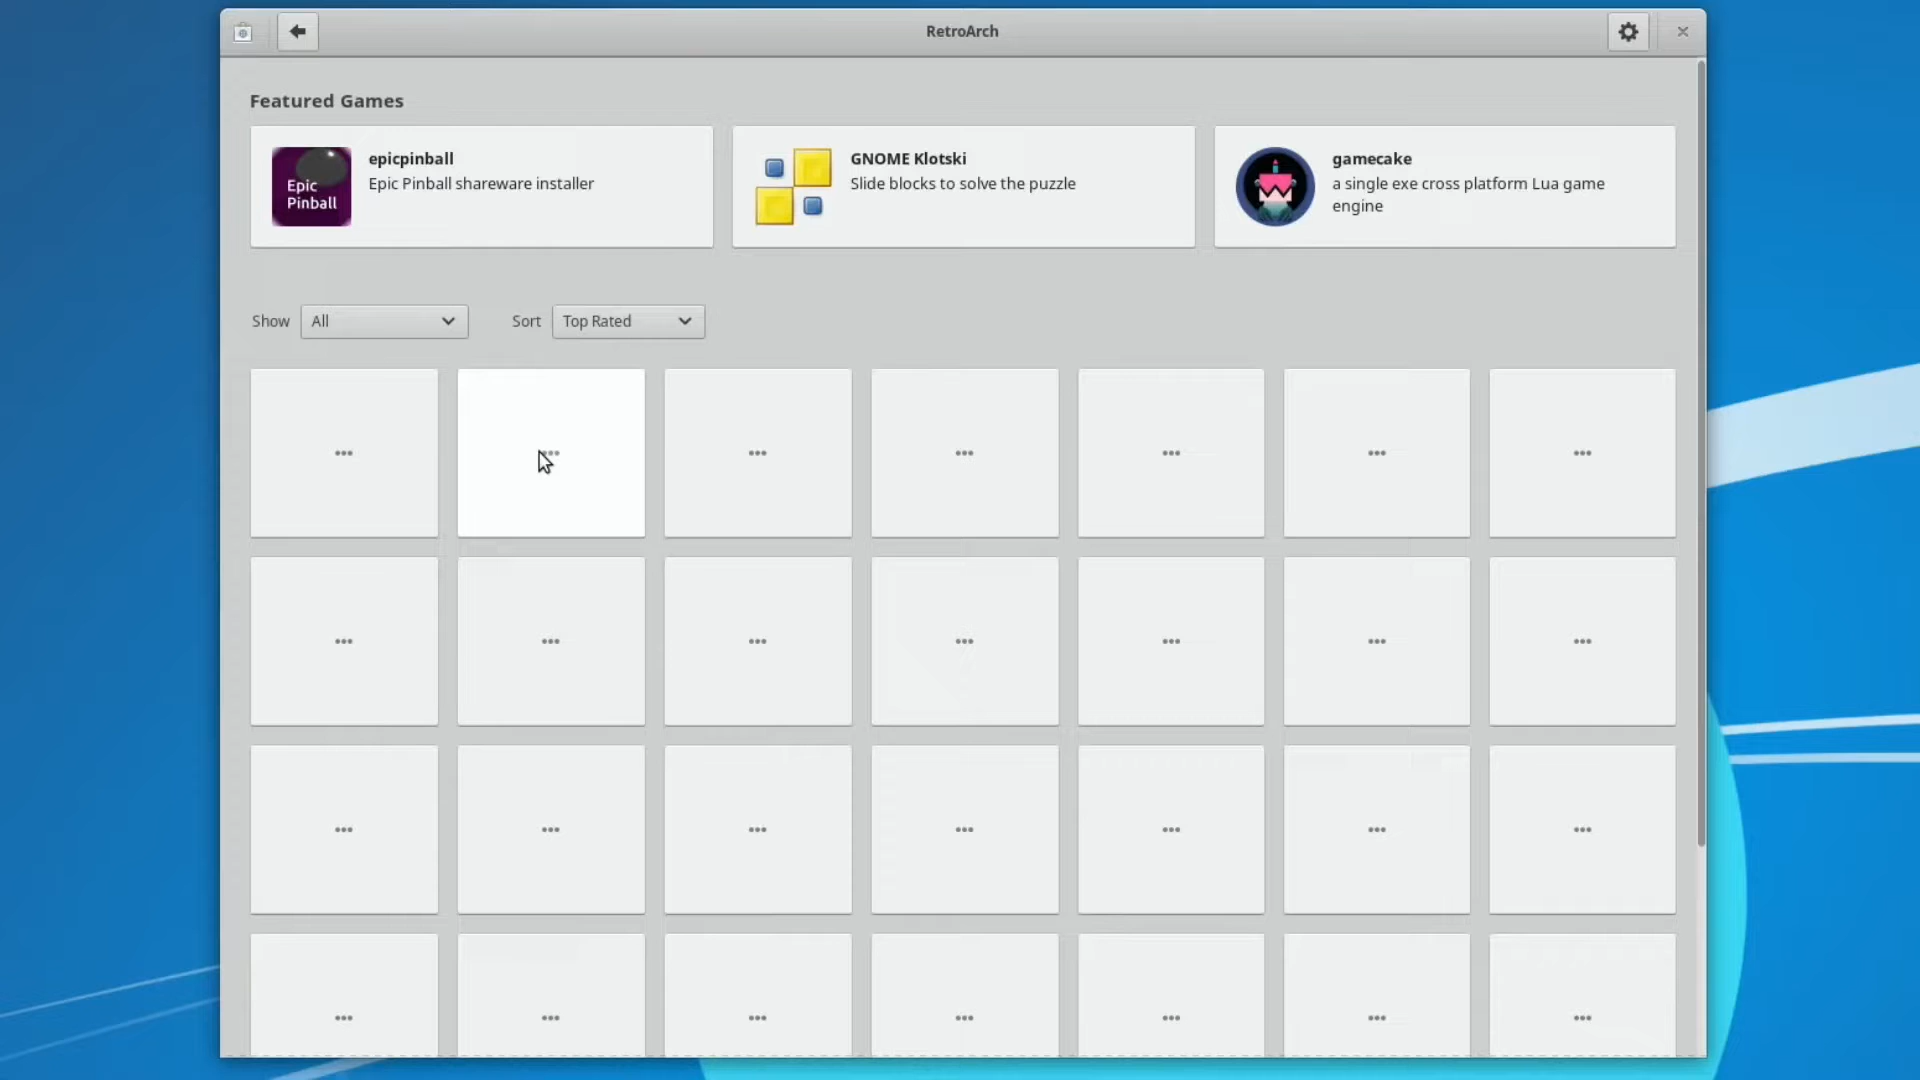 RetroArch
Featured Games
epicpinball
Epic Pinball shareware installer
Epic
Pinball
GNOME Klotski
Slide blocks to solve the puzzle
gamecake
a single exe cross platform Lua game
engine
Show All Sort Top Rated